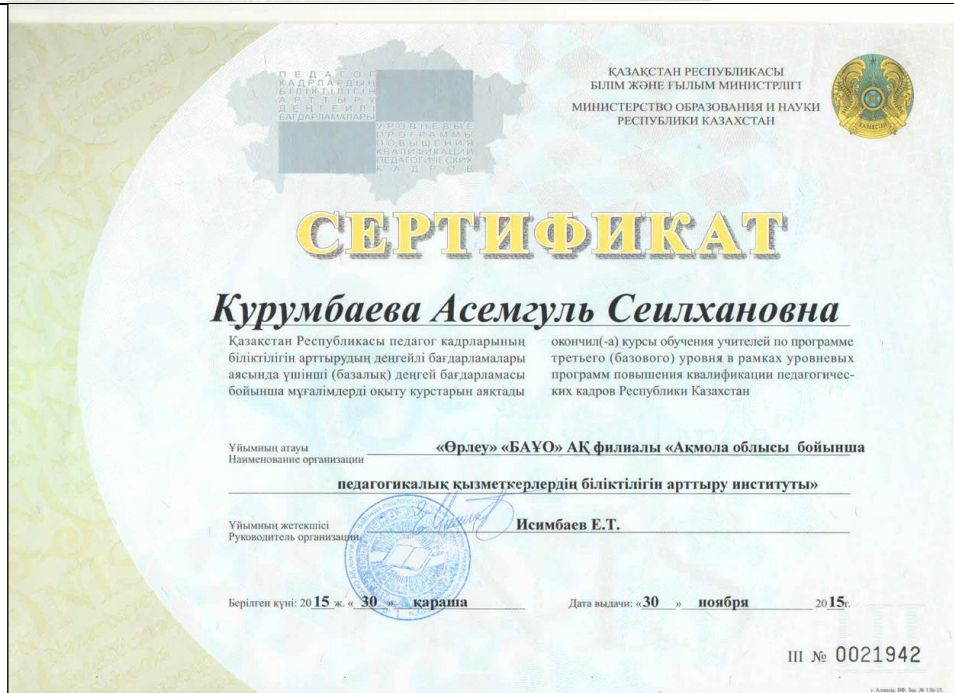 ПЕДАГОГ
КАДРЛАРДЫҢ
БІЛІКТІЛІГІН
АРТТЫРУ
ДЕҢГЕЙЛІ
БАҒДАРЛАМАЛАРЫ
УРОВНЕВЫЕ
ПРОГРАММЫ
ПОВЫШЕНИЯ
КВАЛИФИКАЦИИ
ПЕДАГОГИЧЕСКИХ
КАДРОВ
ҚАЗАҚСТАН РЕСПУБЛИКАСЫ
БІЛІМ ЖӘНЕ ҒЫЛЫМ МИНИСТРЛІГІ
МИНИСТЕРСТВО ОБРАЗОВАНИЯ И НАУКИ
РЕСПУБЛИКИ КАЗАХСТАН
СЕРТИФИКАТ
Курумбаева Асемгуль Сеилхановна
Қазақстан Республикасы педагог кадрларының
біліктілігін арттырудың деңгейлі бағдарламалары
аясында үшінші (базалық) деңгей бағдарламасы
бойынша мұғалімдерді оқыту курстарын аяқтады
окончил(-а) курсы обучения учителей по программе
третьего (базового) уровня в рамках уровневых
программ повышения квалификации педагогичес-
ких кадров Республики Казахстан
Ұйымның атауы
Наименование организации
«Өрлеу» «БАҰО» АҚ филиалы «Ақмола облысы бойынша
педагогикалық қызметкерлердің біліктілігін арттыру институты»
Ұйымның жетекшісі
Руководитель организации
Исимбаев Е.Т.
Берілген күні: 2015 ж. « 30 » қараша
Дата выдачи: «30 » ноября 2015г.
III № 0021942